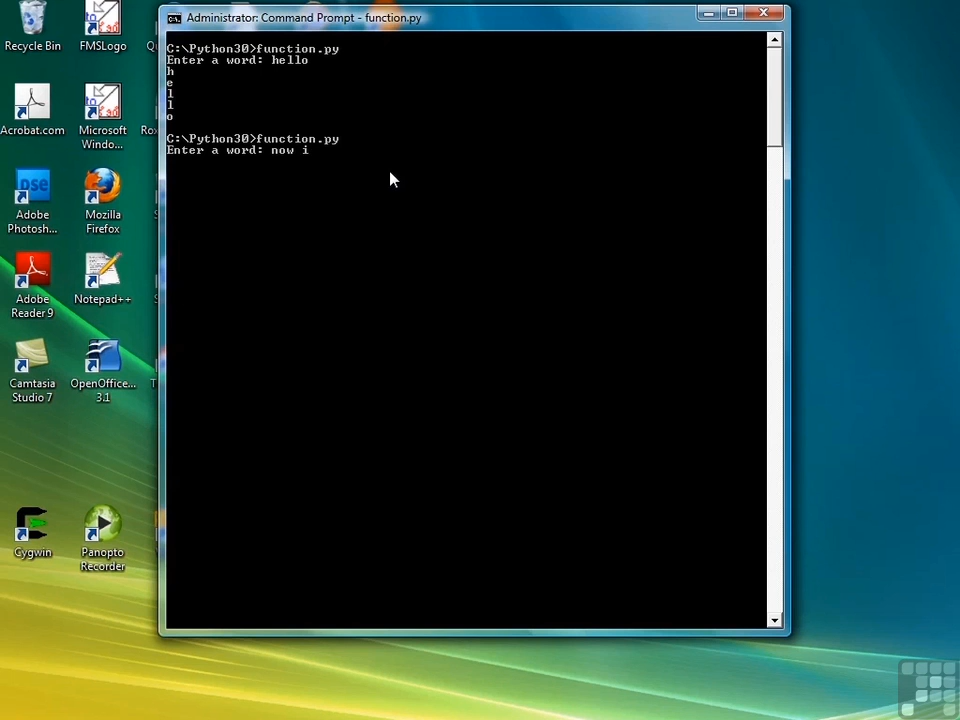 Administrator: Command Prompt - function.py
C:\Python30>function.py
Enter a word: hello
h
e
l
l
o
C:\Python30>function.py
Enter a word: now i
Recycle Bin
FMSLogo
Acrobat.com
Microsoft
Windo...
Adobe
Photosh...
Mozilla
Firefox
Adobe
Reader 9
Notepad++
Camtasia
Studio 7
OpenOffice...
3.1
Cygwin
Panopto
Recorder